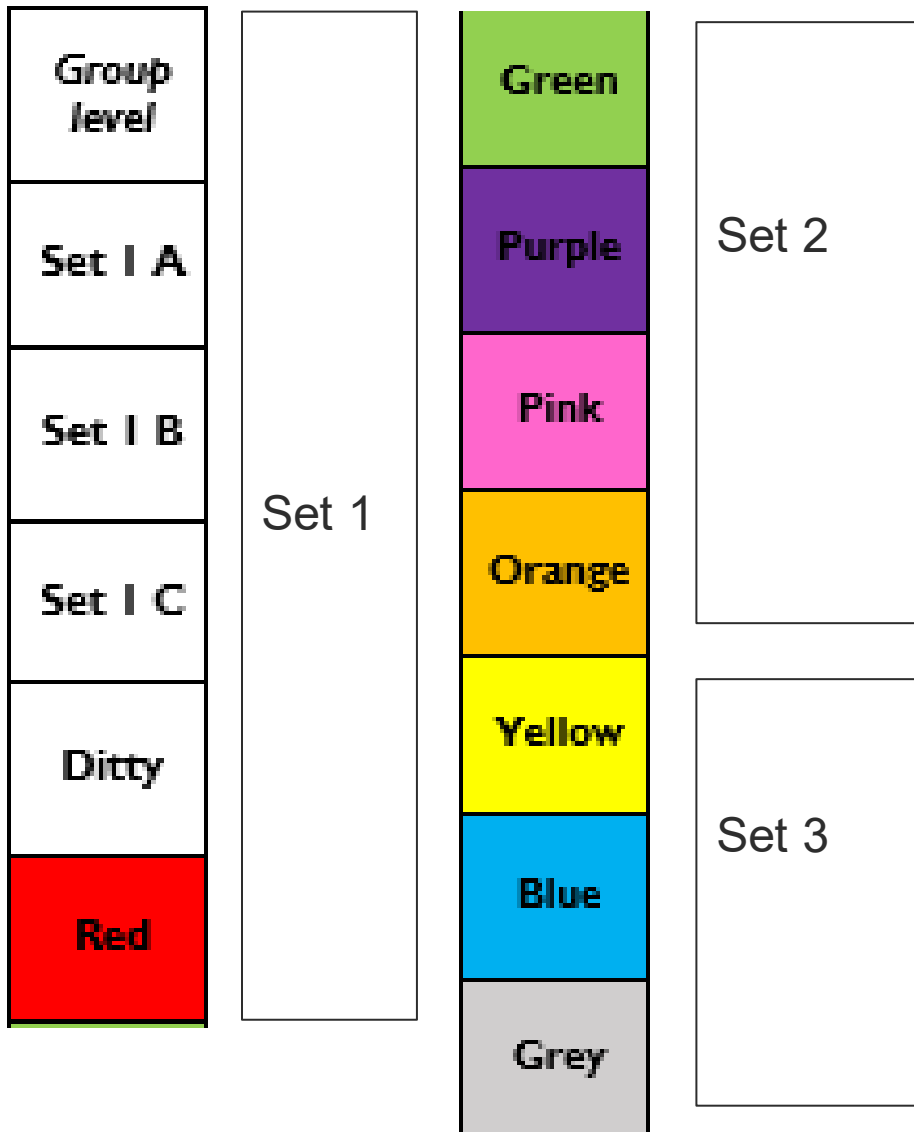 Group
level
Set 1 A
Set 1 B
Set 1 C
Ditty
Red
Set 1
Green
Purple
Pink
Orange
Yellow
Blue
Grey
Set 2
Set 3